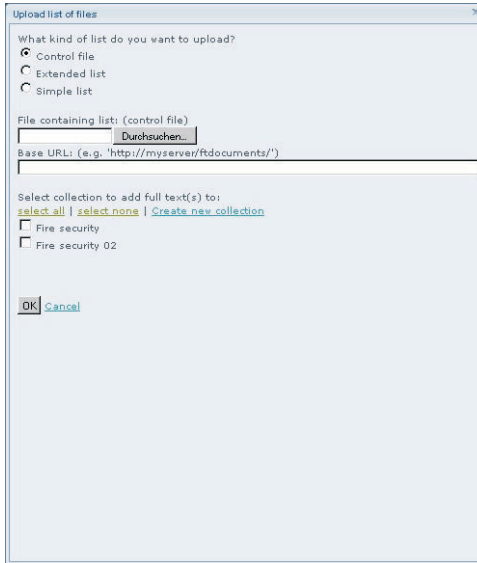 Upload list of files
What kind of list do you want to upload?
Control file
Extended list
Simple list
File containing list: (control file)
Durchsuchen...
Base URL: (e.g. 'http://myserver/ftdocuments/')
Select collection to add full text(s) to:
select all | select none | Create new collection
Fire security
Fire security 02
OK Cancel